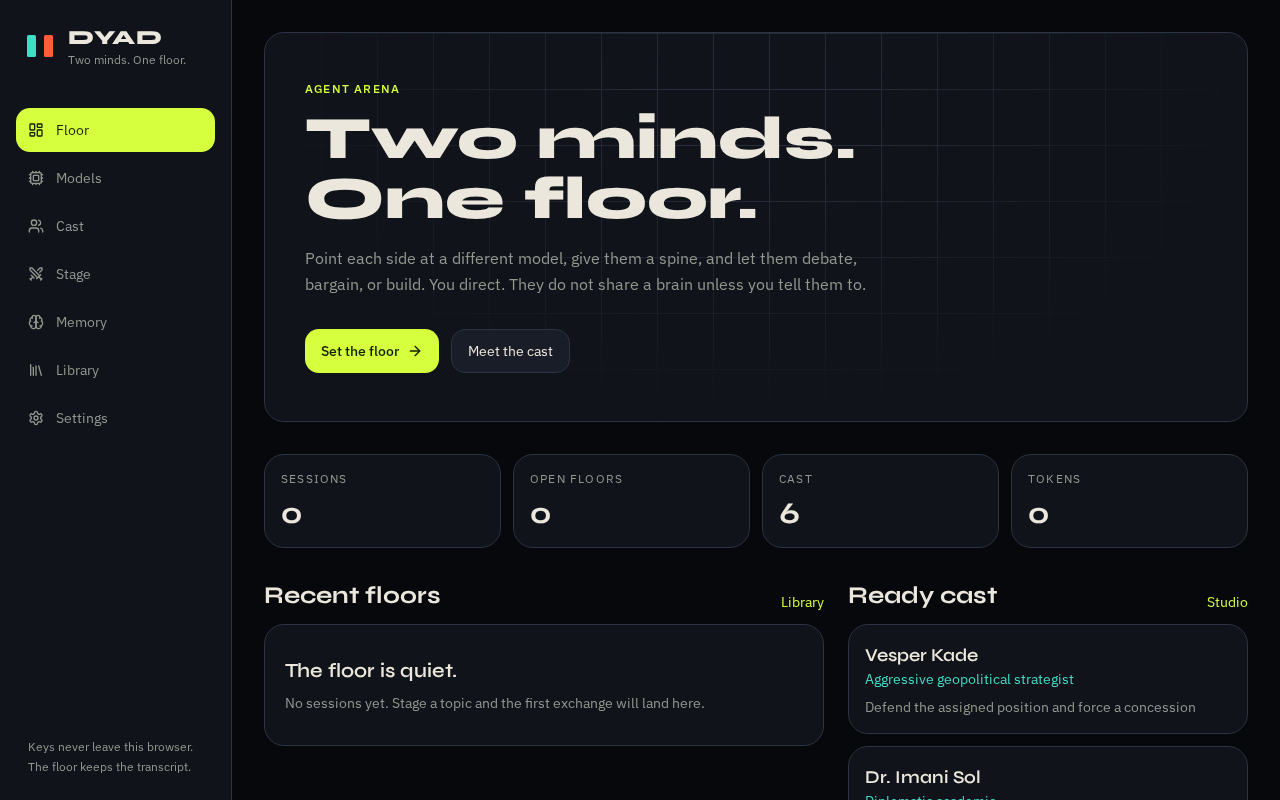 DYAD
Two minds. One floor.
Floor
Models
Cast
Stage
Memory
Library
Settings
Keys never leave this browser.
The floor keeps the transcript.
AGENT ARENA
Two minds.
One floor.
Point each side at a different model, give them a spine, and let them debate,
bargain, or build. You direct. They do not share a brain unless you tell them to.
Set the floor
Meet the cast
SESSIONS
0
OPEN FLOORS
0
CAST
6
TOKENS
0
Recent floors
Library
The floor is quiet.
No sessions yet. Stage a topic and the first exchange will land here.
Ready cast
Studio
Vesper Kade
Aggressive geopolitical strategist
Defend the assigned position and force a concession
Dr. Imani Sol
Diplomatic academic